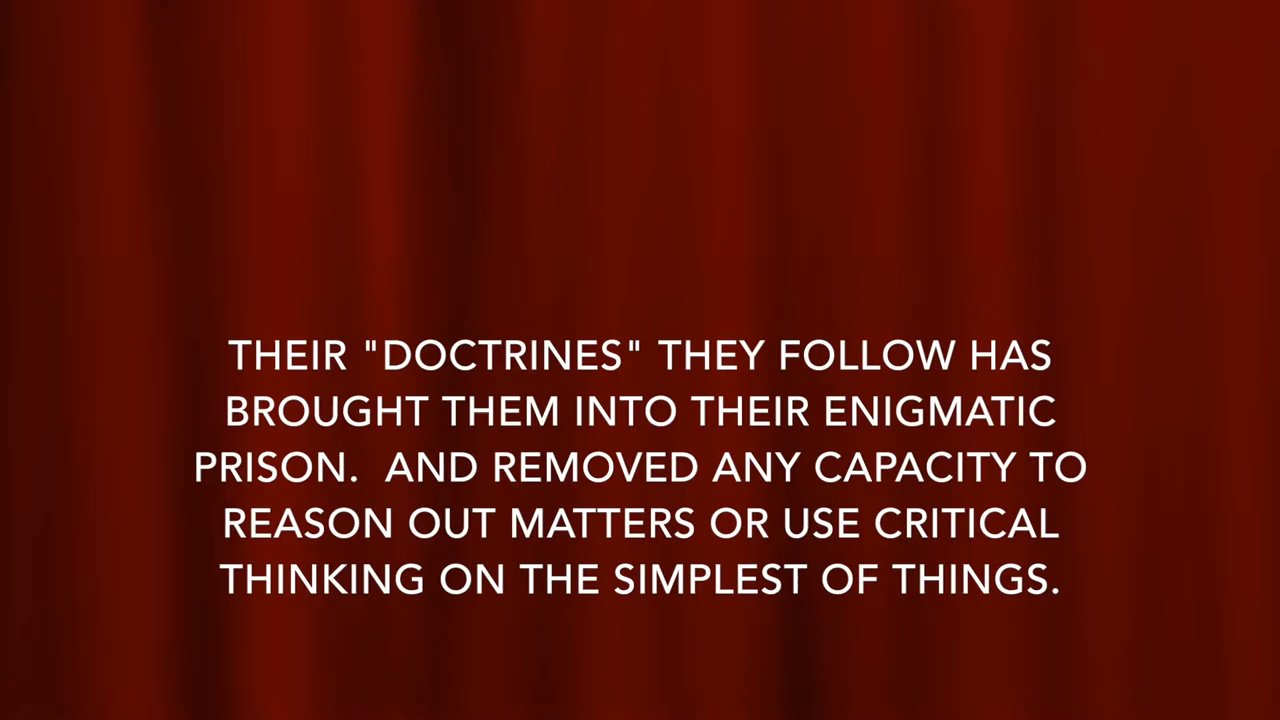 THEIR "DOCTRINES" THEY FOLLOW HAS
BROUGHT THEM INTO THEIR ENIGMATIC
PRISON.  AND REMOVED ANY CAPACITY TO
REASON OUT MATTERS OR USE CRITICAL
THINKING ON THE SIMPLEST OF THINGS.